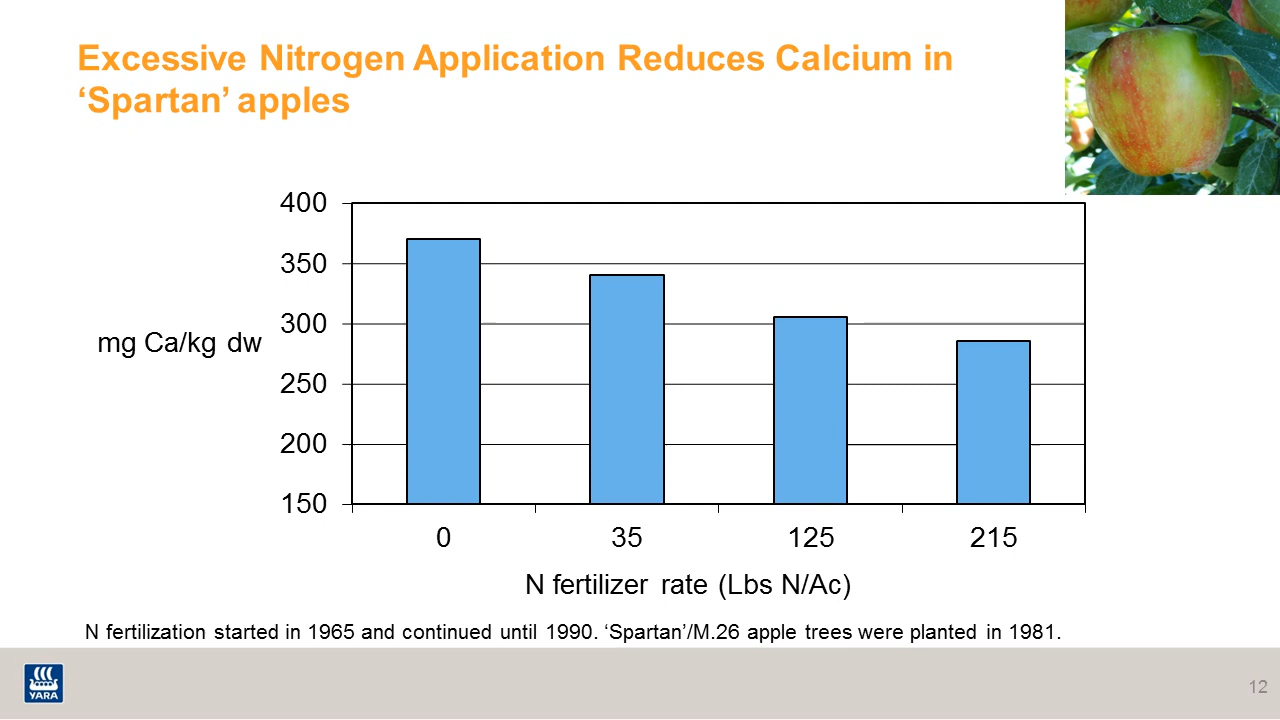 Excessive Nitrogen Application Reduces Calcium in
‘Spartan’ apples
400
350
300
mg Ca/kg dw
250
200
150
0 35 125 215
N fertilizer rate (Lbs N/Ac)
N fertilization started in 1965 and continued until 1990. ‘Spartan’/M.26 apple trees were planted in 1981.
YARA
12